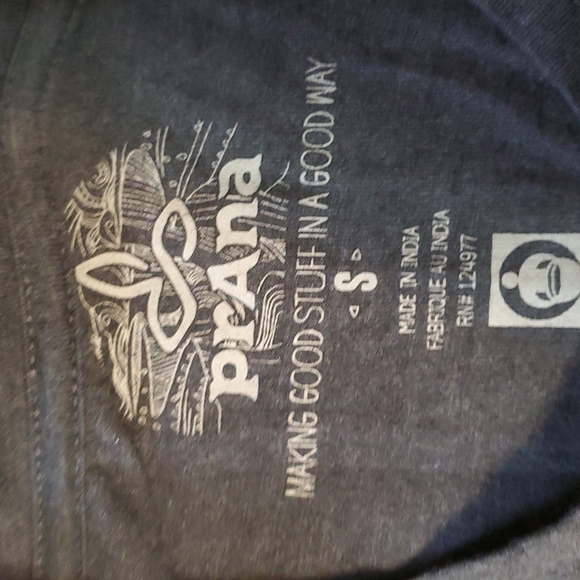 prAna
MAKING GOOD STUFF IN A GOOD WAY
S
MADE IN INDIA
FABRIQUE AU INDIA
RN# 124977